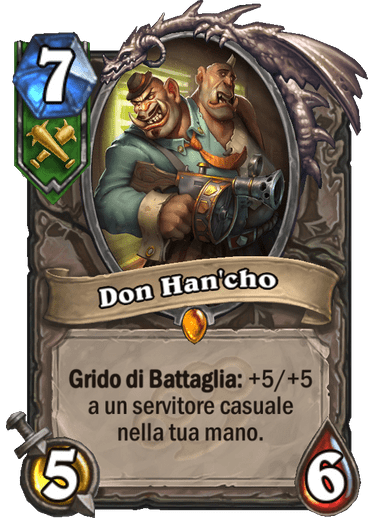 7
Don Han'cho
Grido di Battaglia: +5/+5
a un servitore casuale
nella tua mano.
5
6